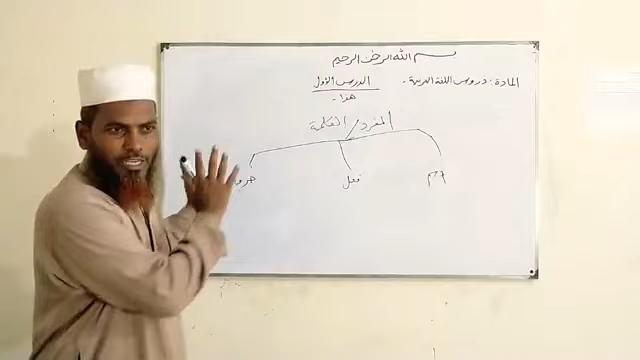 بسم الله الرحمن الرحيم
المادة: دروس اللغة العربية.
الدرس الأول
هذا.
المفرد / الكلمة
اسم فعل حرف